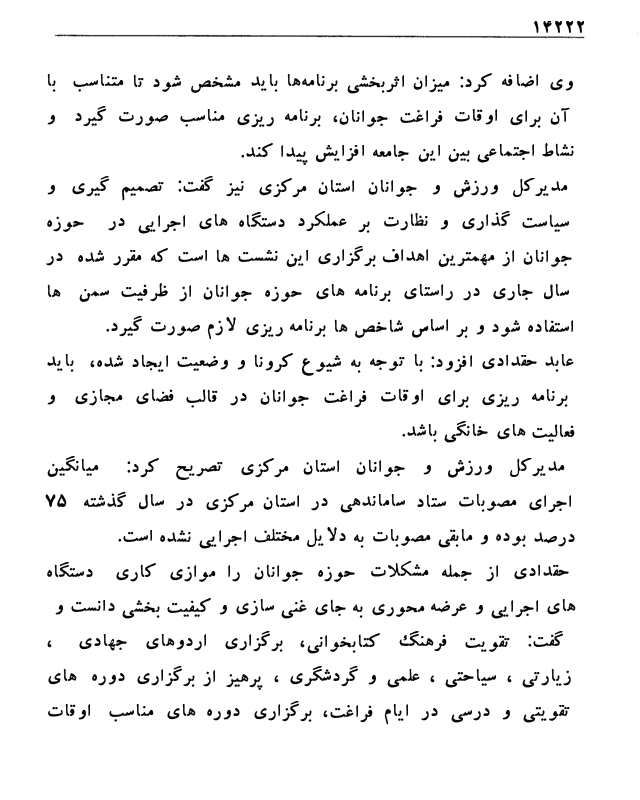 ۱۴۲۲۲
وی اضافه کرد: میزان اثربخشی برنامه‌ها باید مشخص شود تا متناسب با
آن برای اوقات فراغت جوانان، برنامه ریزی مناسب صورت گیرد و
نشاط اجتماعی بین این جامعه افزایش پیدا کند.
مدیرکل ورزش و جوانان استان مرکزی نیز گفت: تصمیم گیری و
سیاست گذاری و نظارت بر عملکرد دستگاه های اجرایی در حوزه
جوانان از مهمترین اهداف برگزاری این نشست ها است که مقرر شده در
سال جاری در راستای برنامه های حوزه جوانان از ظرفیت سمن ها
استفاده شود و بر اساس شاخص ها برنامه ریزی لازم صورت گیرد.
عابد حقدادی افزود: با توجه به شیوع کرونا و وضعیت ایجاد شده، باید
برنامه ریزی برای اوقات فراغت جوانان در قالب فضای مجازی و
فعالیت های خانگی باشد.
مدیرکل ورزش و جوانان استان مرکزی تصریح کرد: میانگین
اجرای مصوبات ستاد ساماندهی در استان مرکزی در سال گذشته ۷۵
درصد بوده و مابقی مصوبات به دلایل مختلف اجرایی نشده است.
حقدادی از جمله مشکلات حوزه جوانان را موازی کاری دستگاه
های اجرایی و عرضه محوری به جای غنی سازی و کیفیت بخشی دانست و
گفت: تقویت فرهنگ کتابخوانی، برگزاری اردوهای جهادی ،
زیارتی ، سیاحتی ، علمی و گردشگری ، پرهیز از برگزاری دوره های
تقویتی و درسی در ایام فراغت، برگزاری دوره های مناسب اوقات